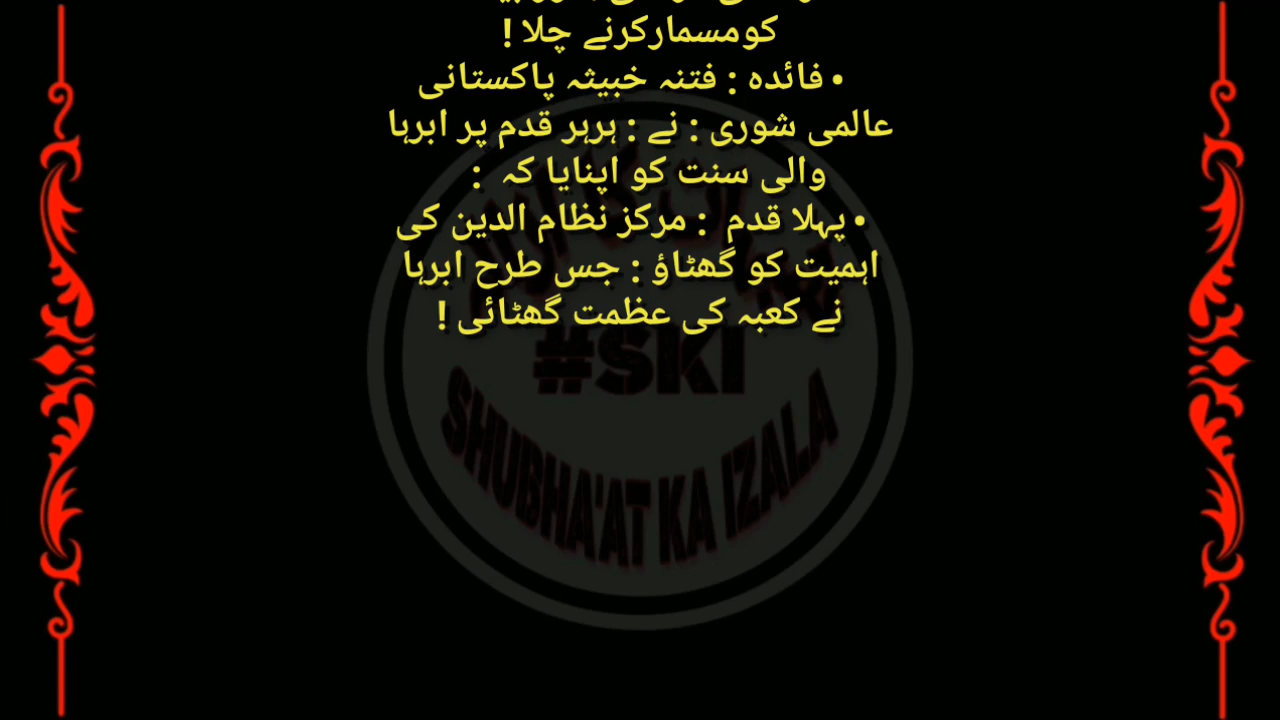 کومسمارکرنے چلا !
• فائدہ : فتنہ خبیثہ پاکستانی
عالمی شوری : نے : ہرہر قدم پر ابرہا
والی سنت کو اپنایا کہ :
• پہلا قدم : مرکز نظام الدین کی
اہمیت کو گھٹاؤ : جس طرح ابرہا
نے کعبہ کی عظمت گھٹائی !
#SKI
SHUBHA'AT KA IZALA